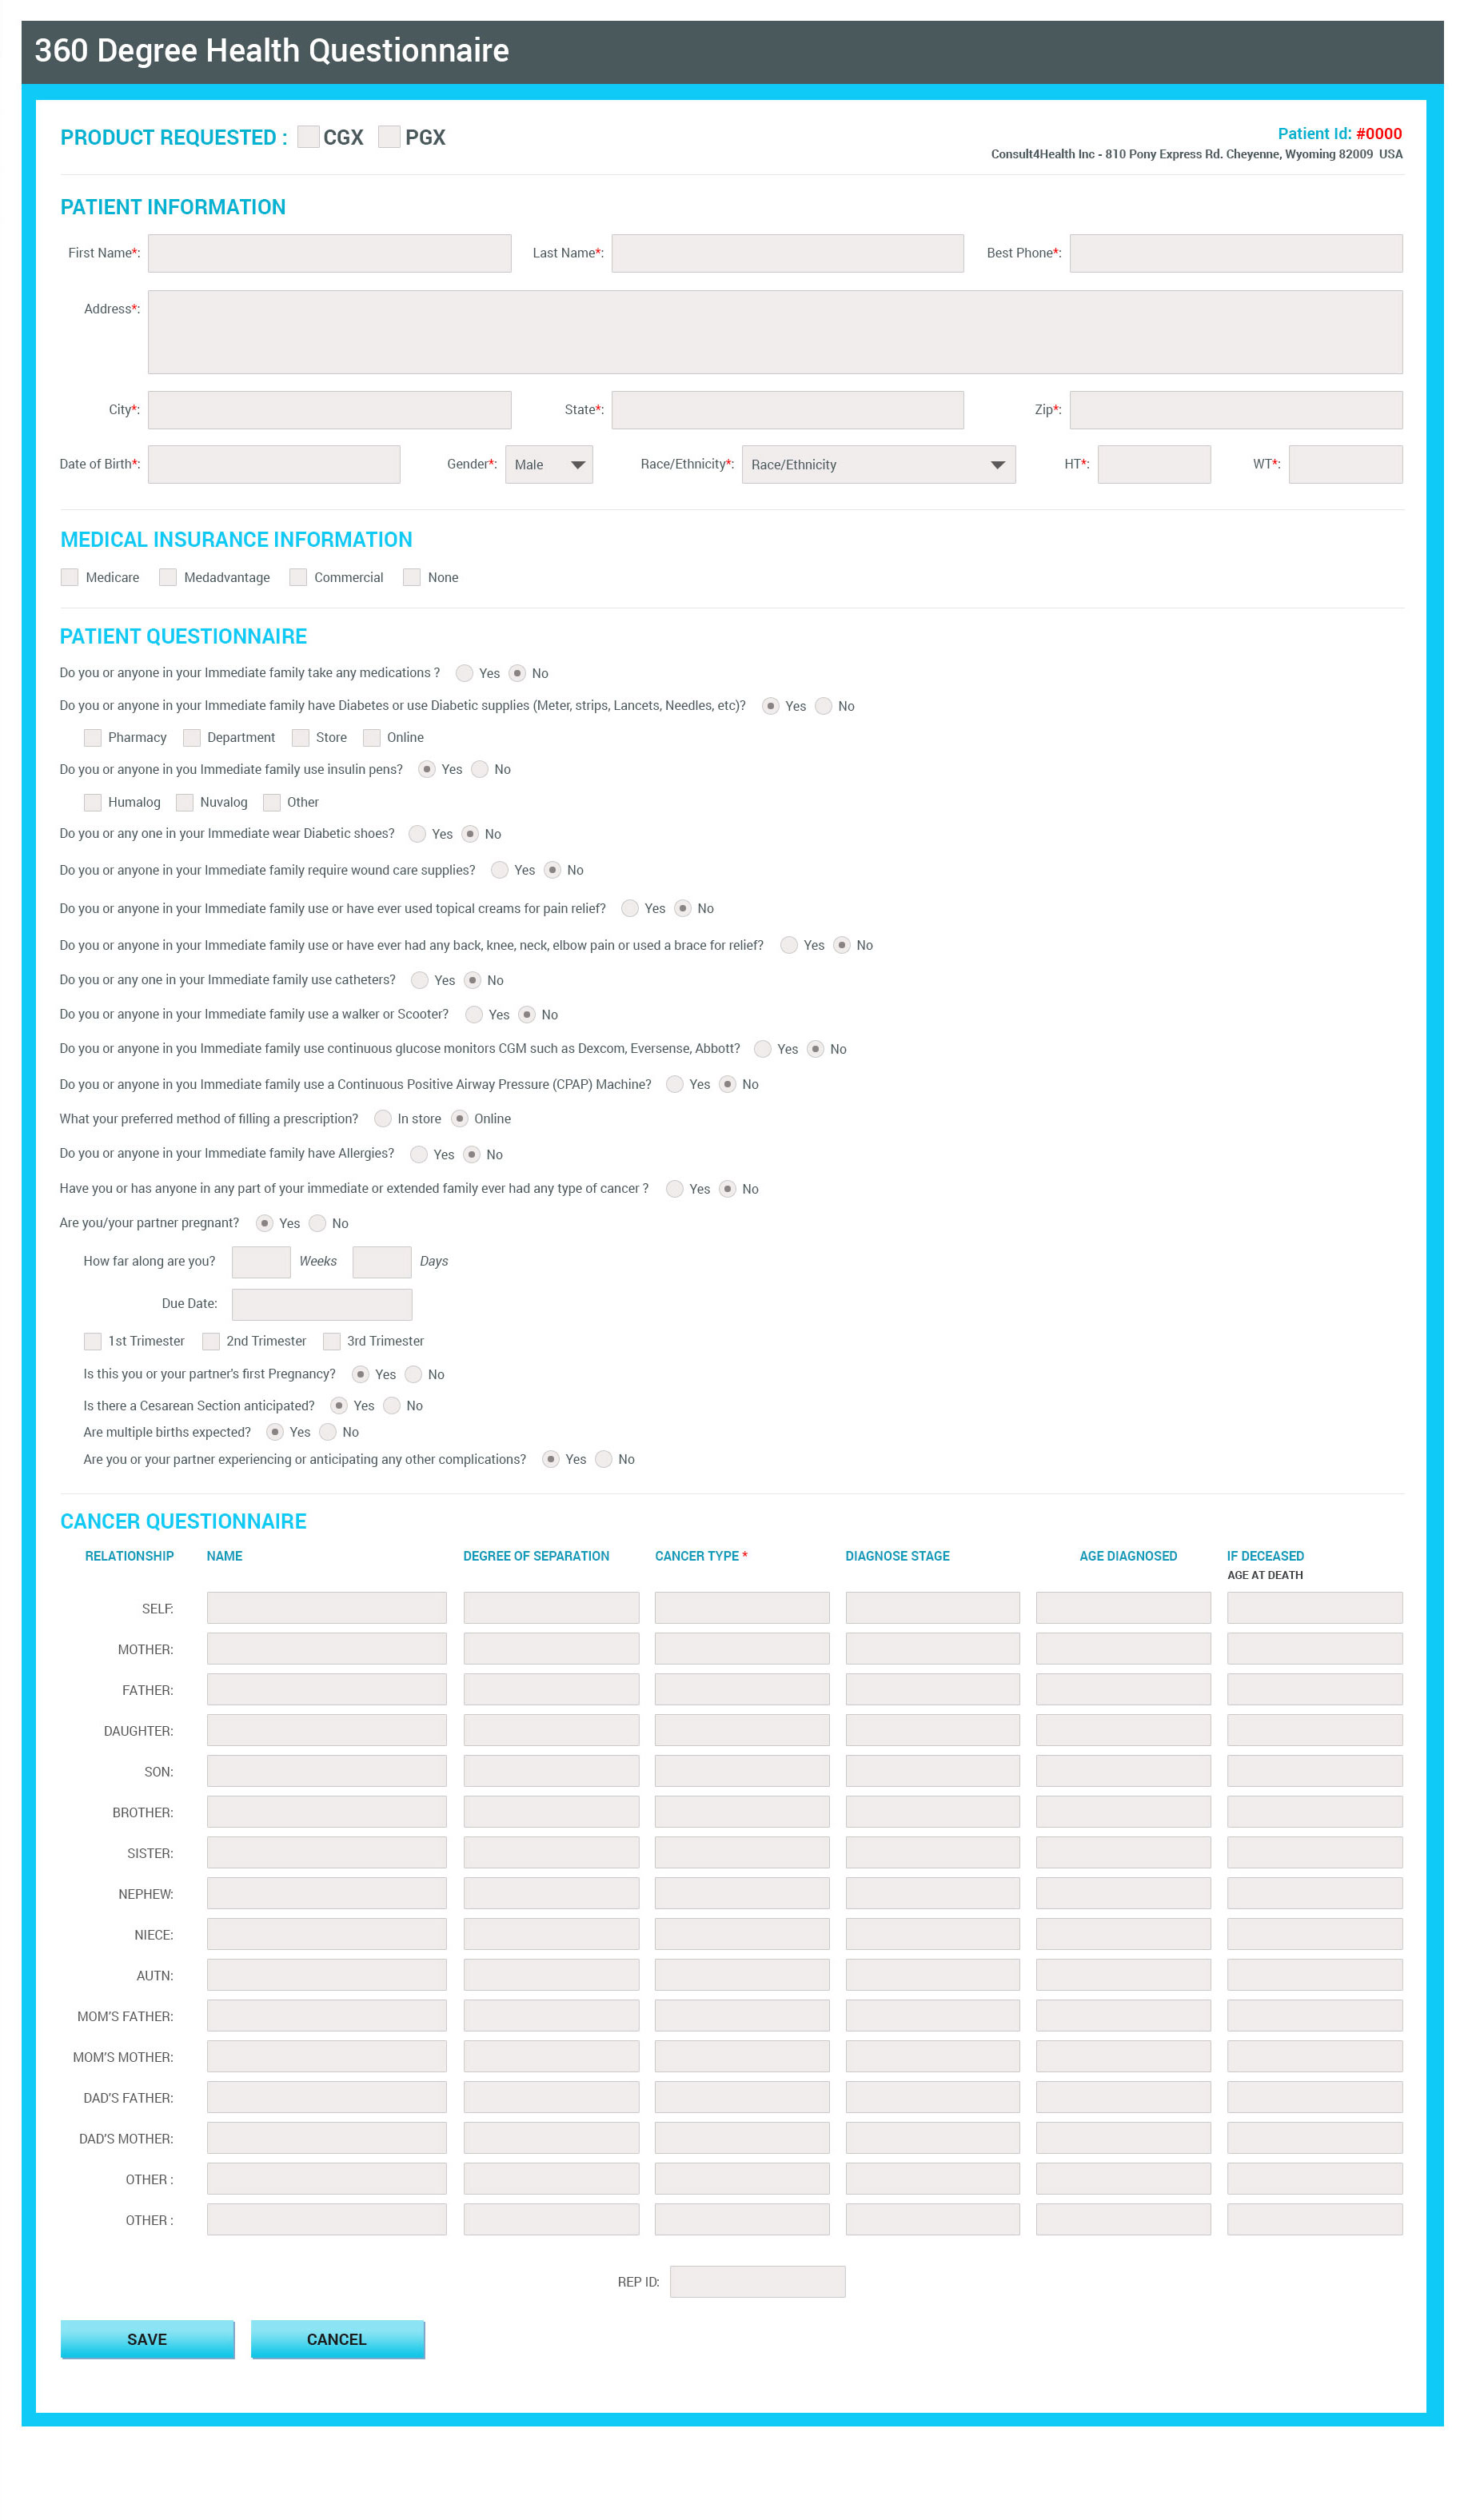 360 Degree Health Questionnaire
PRODUCT REQUESTED : CGX PGX
Patient Id: #0000
Consult4Health Inc - 810 Pony Express Rd. Cheyenne, Wyoming 82009 USA
PATIENT INFORMATION
First Name*: Last Name*: Best Phone*:
Address*:
City*: State*: Zip*:
Date of Birth*: Gender*: Male Race/Ethnicity*: Race/Ethnicity HT*: WT*:
MEDICAL INSURANCE INFORMATION
Medicare Medadvantage Commercial None
PATIENT QUESTIONNAIRE
Do you or anyone in your Immediate family take any medications ? Yes No
Do you or anyone in your Immediate family have Diabetes or use Diabetic supplies (Meter, strips, Lancets, Needles, etc)? Yes No
Pharmacy Department Store Online
Do you or anyone in you Immediate family use insulin pens? Yes No
Humalog Nuvalog Other
Do you or any one in your Immediate wear Diabetic shoes? Yes No
Do you or anyone in your Immediate family require wound care supplies? Yes No
Do you or anyone in your Immediate family use or have ever used topical creams for pain relief? Yes No
Do you or anyone in your Immediate family use or have ever had any back, knee, neck, elbow pain or used a brace for relief? Yes No
Do you or any one in your Immediate family use catheters? Yes No
Do you or anyone in your Immediate family use a walker or Scooter? Yes No
Do you or anyone in you Immediate family use continuous glucose monitors CGM such as Dexcom, Eversense, Abbott? Yes No
Do you or anyone in you Immediate family use a Continuous Positive Airway Pressure (CPAP) Machine? Yes No
What your preferred method of filling a prescription? In store Online
Do you or anyone in your Immediate family have Allergies? Yes No
Have you or has anyone in any part of your immediate or extended family ever had any type of cancer ? Yes No
Are you/your partner pregnant? Yes No
How far along are you? Weeks Days
Due Date:
1st Trimester 2nd Trimester 3rd Trimester
Is this you or your partner's first Pregnancy? Yes No
Is there a Cesarean Section anticipated? Yes No
Are multiple births expected? Yes No
Are you or your partner experiencing or anticipating any other complications? Yes No
CANCER QUESTIONNAIRE
RELATIONSHIP NAME DEGREE OF SEPARATION CANCER TYPE * DIAGNOSE STAGE AGE DIAGNOSED IF DECEASED
AGE AT DEATH
SELF:
MOTHER:
FATHER:
DAUGHTER:
SON:
BROTHER:
SISTER:
NEPHEW:
NIECE:
AUTN:
MOM'S FATHER:
MOM'S MOTHER:
DAD'S FATHER:
DAD'S MOTHER:
OTHER :
OTHER :
REP ID:
SAVE CANCEL